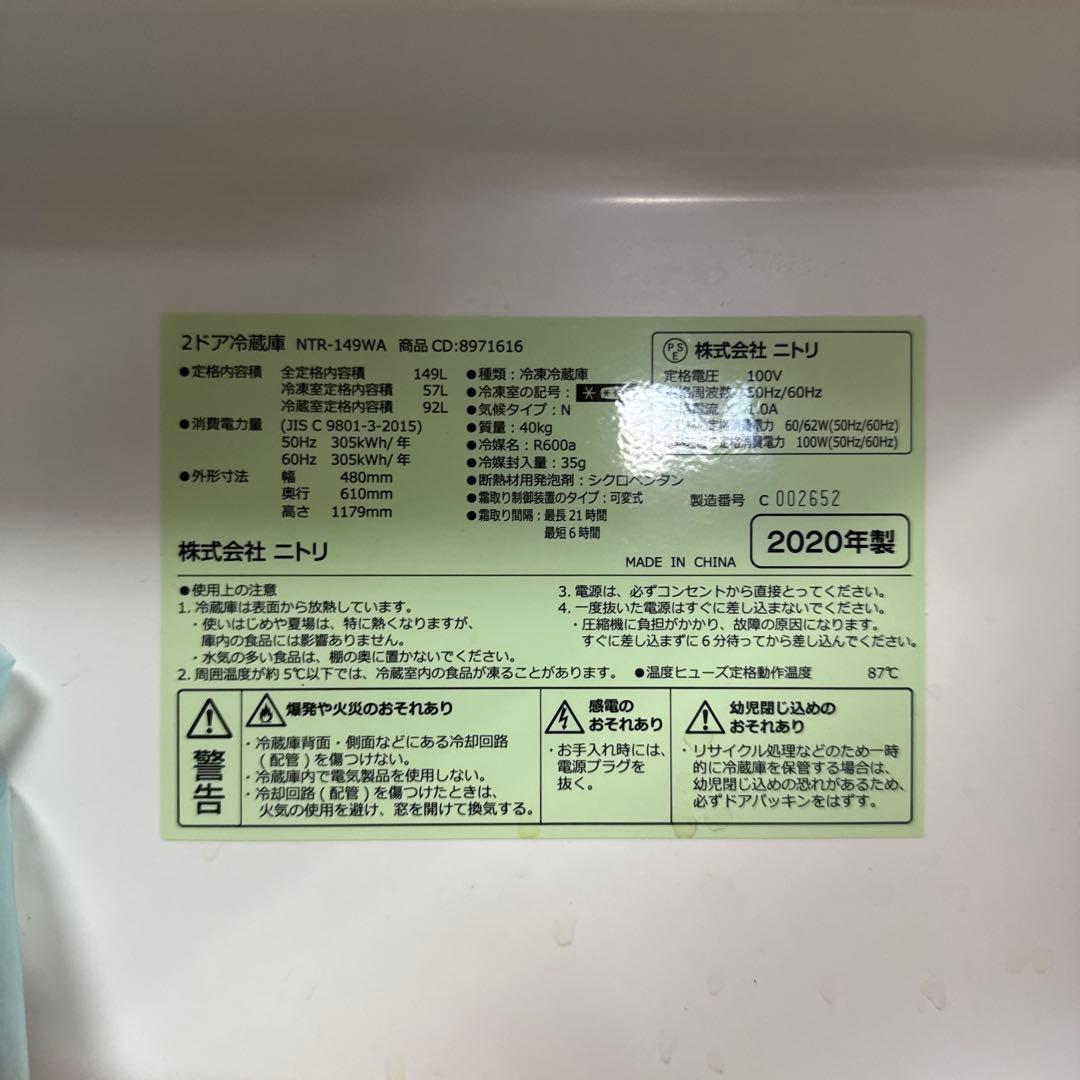 2ドア冷蔵庫 NTR-149WA 商品CD:8971616
●定格内容積 全定格内容積 149L
冷凍室定格内容積 57L
冷蔵室定格内容積 92L
●消費電力量 (JIS C 9801-3-2015)
50Hz 305kWh/年
60Hz 305kWh/年
●外形寸法 幅 480mm
奥行 610mm
高さ 1179mm
株式会社 ニトリ
●種類：冷凍冷蔵庫
●冷凍室の記号：
●気候タイプ：N
●質量：40kg
●冷媒名：R600a
●冷媒封入量：35g
●断熱材用発泡剤：シクロペンタン
●霜取り制御装置のタイプ：可変式
●霜取り間隔：最長21時間
最短6時間
PSE 株式会社 ニトリ
定格電圧 100V
定格周波数 50Hz/60Hz
電流 1.0A
定格消費電力 60/62W(50Hz/60Hz)
定格消費電力 100W(50Hz/60Hz)
製造番号 C 002652
MADE IN CHINA
2020年製
●使用上の注意
1. 冷蔵庫は表面から放熱しています。
・使いはじめや夏場は、特に熱くなりますが、
庫内の食品には影響ありません。
・水気の多い食品は、棚の奥に置かないでください。
2. 周囲温度が約5℃以下では、冷蔵室内の食品が凍ることがあります。
3. 電源は、必ずコンセントから直接とってください。
4. 一度抜いた電源はすぐに差し込まないでください。
・圧縮機に負担がかかり、故障の原因になります。
すぐに差し込まずに6分待ってから差し込んでください。
●温度ヒューズ定格動作温度 87℃
警告
爆発や火災のおそれあり
・冷蔵庫背面・側面などにある冷却回路
(配管)を傷つけない。
・冷蔵庫内で電気製品を使用しない。
・冷却回路(配管)を傷つけたときは、
火気の使用を避け、窓を開けて換気する。
感電の
おそれあり
・お手入れ時には、
電源プラグを
抜く。
幼児閉じ込めの
おそれあり
・リサイクル処理などのため一時
的に冷蔵庫を保管する場合は、
幼児閉じ込めの恐れがあるため、
必ずドアパッキンをはずす。